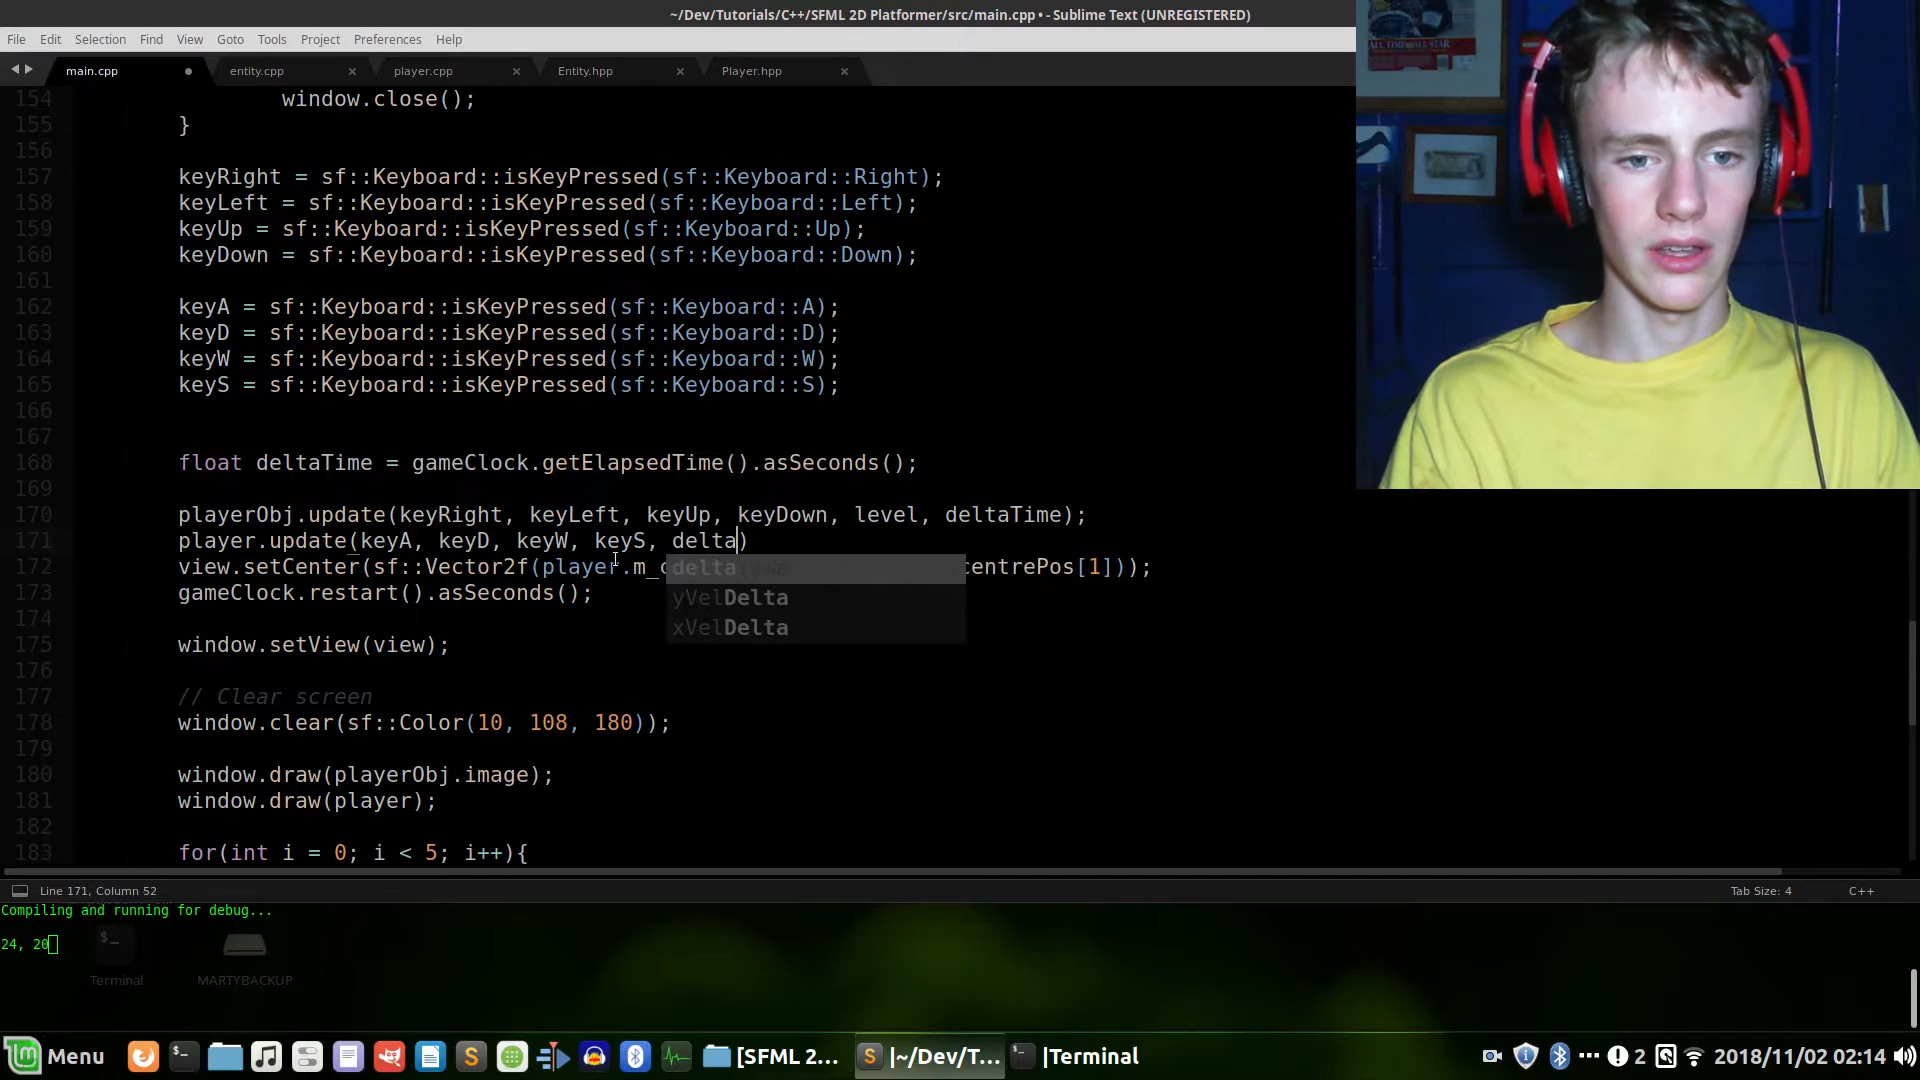 ~/Dev/Tutorials/C++/SFML 2D Platformer/src/main.cpp • - Sublime Text (UNREGISTERED)
File Edit Selection Find View Goto Tools Project Preferences Help
main.cpp entity.cpp player.cpp Entity.hpp Player.hpp
154 window.close();
155 }
156
157 keyRight = sf::Keyboard::isKeyPressed(sf::Keyboard::Right);
158 keyLeft = sf::Keyboard::isKeyPressed(sf::Keyboard::Left);
159 keyUp = sf::Keyboard::isKeyPressed(sf::Keyboard::Up);
160 keyDown = sf::Keyboard::isKeyPressed(sf::Keyboard::Down);
161
162 keyA = sf::Keyboard::isKeyPressed(sf::Keyboard::A);
163 keyD = sf::Keyboard::isKeyPressed(sf::Keyboard::D);
164 keyW = sf::Keyboard::isKeyPressed(sf::Keyboard::W);
165 keyS = sf::Keyboard::isKeyPressed(sf::Keyboard::S);
166
167
168 float deltaTime = gameClock.getElapsedTime().asSeconds();
169
170 playerObj.update(keyRight, keyLeft, keyUp, keyDown, level, deltaTime);
171 player.update(keyA, keyD, keyW, keyS, delta)
172 view.setCenter(sf::Vector2f(player.m_c centrePos[1]));
delta
173 gameClock.restart().asSeconds();
yVelDelta
174
xVelDelta
175 window.setView(view);
176
177 // Clear screen
178 window.clear(sf::Color(10, 108, 180));
179
180 window.draw(playerObj.image);
181 window.draw(player);
182
183 for(int i = 0; i < 5; i++){
Line 171, Column 52 Tab Size: 4 C++
Compiling and running for debug...
24, 20
Terminal MARTYBACKUP
Menu [SFML 2... |~/Dev/T... |Terminal 2 2018/11/02 02:14
ALL TIME ALL STAR